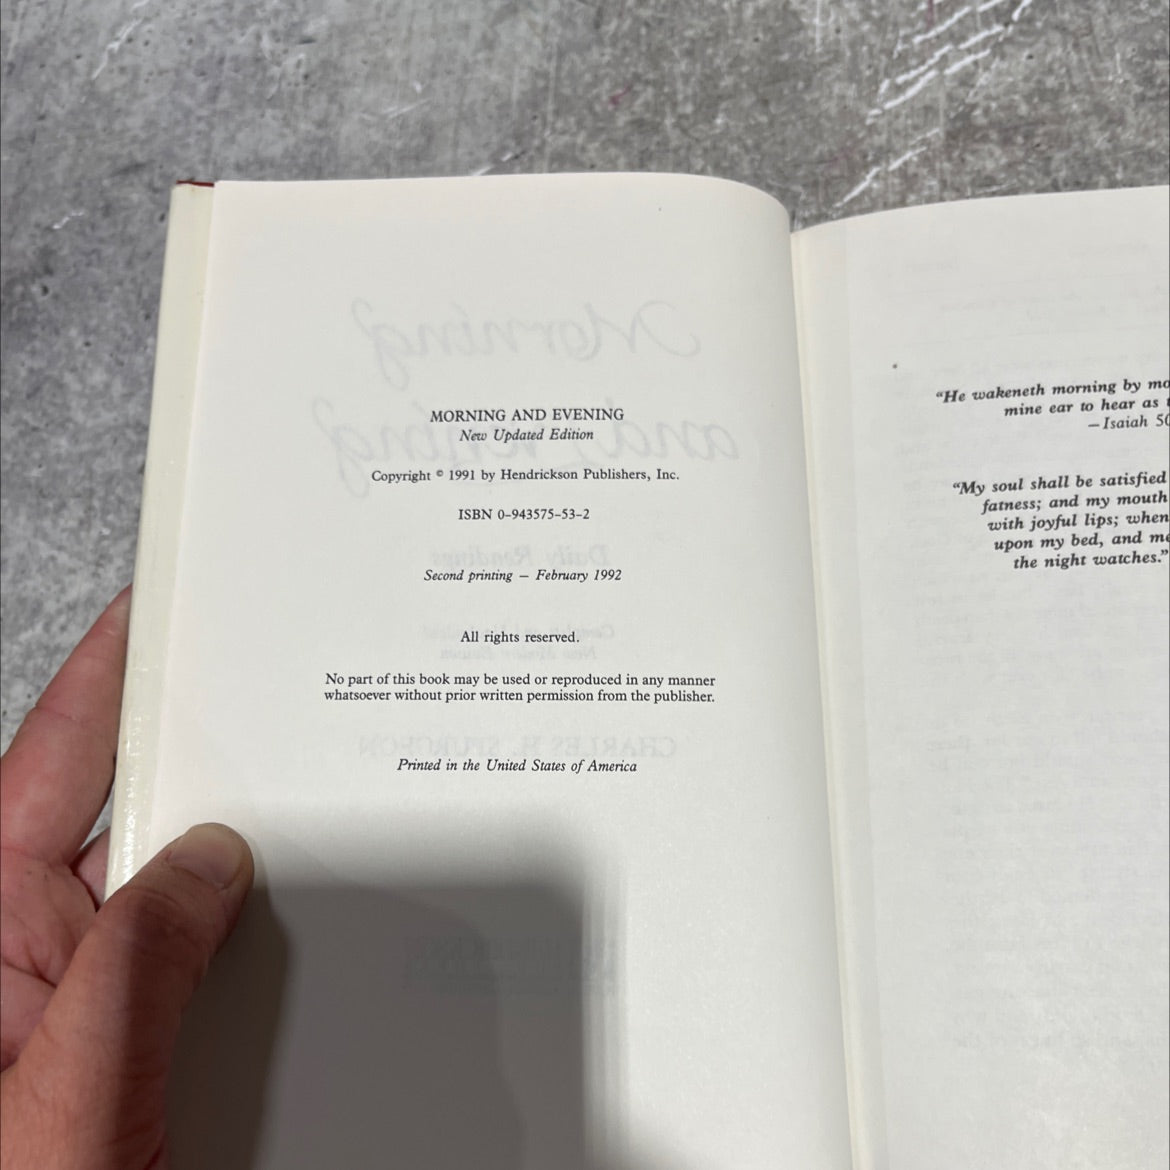 MORNING AND EVENING
New Updated Edition
Copyright © 1991 by Hendrickson Publishers, Inc.
ISBN 0-943575-53-2
Second printing — February 1992
All rights reserved.
No part of this book may be used or reproduced in any manner
whatsoever without prior written permission from the publisher.
Printed in the United States of America
“He wakeneth morning by
mine ear to hear as
—Isaiah
“My soul shall be satisfied
fatness; and my mouth
with joyful lips; when
upon my bed, and
the night watches.”